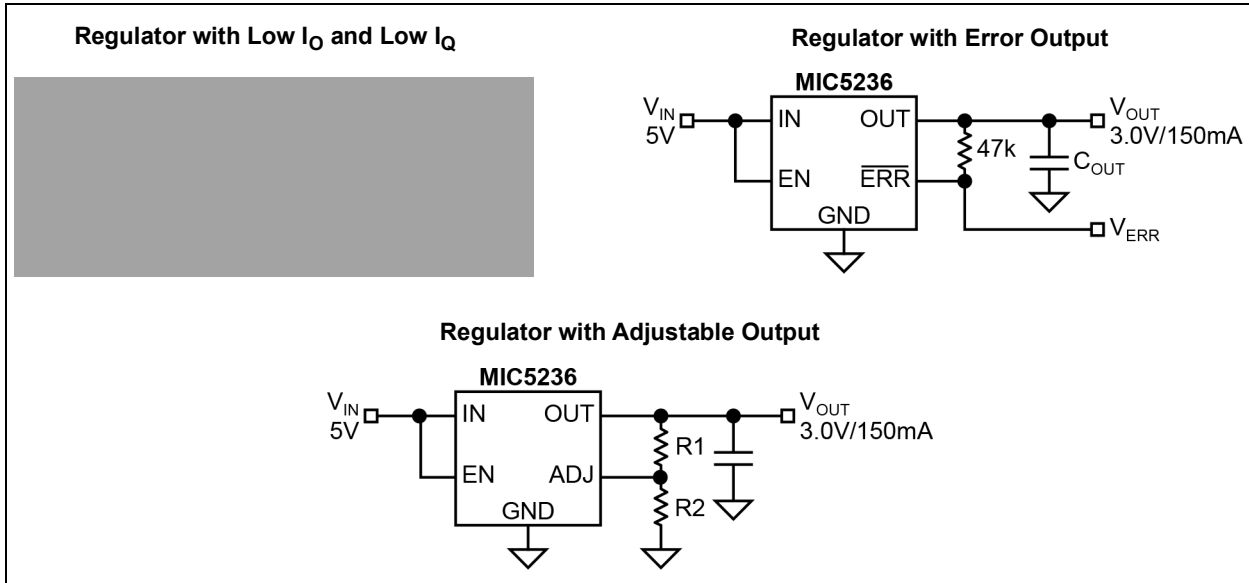 Regulator with Low I_O and Low I_Q
Regulator with Error Output
MIC5236
V_IN
5V
IN
OUT
EN
ERR
GND
47k
C_OUT
V_OUT
3.0V/150mA
V_ERR
Regulator with Adjustable Output
MIC5236
V_IN
5V
IN
OUT
EN
ADJ
GND
R1
R2
V_OUT
3.0V/150mA